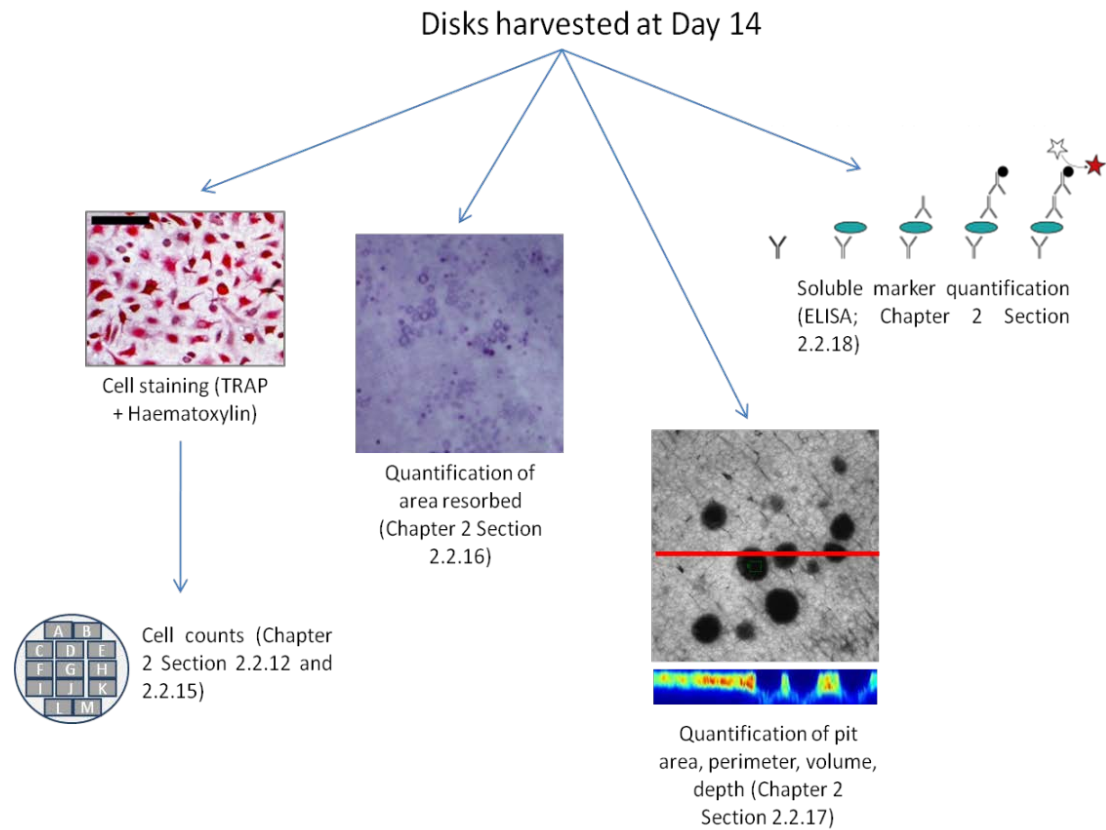 Disks harvested at Day 14
Cell staining (TRAP
+ Haematoxylin)
Quantification of
area resorbed
(Chapter 2 Section
2.2.16)
Soluble marker quantification
(ELISA; Chapter 2 Section
2.2.18)
Cell counts (Chapter
2 Section 2.2.12 and
2.2.15)
A B
C D E
F G H
I J K
L M
Quantification of pit
area, perimeter, volume,
depth (Chapter 2
Section 2.2.17)